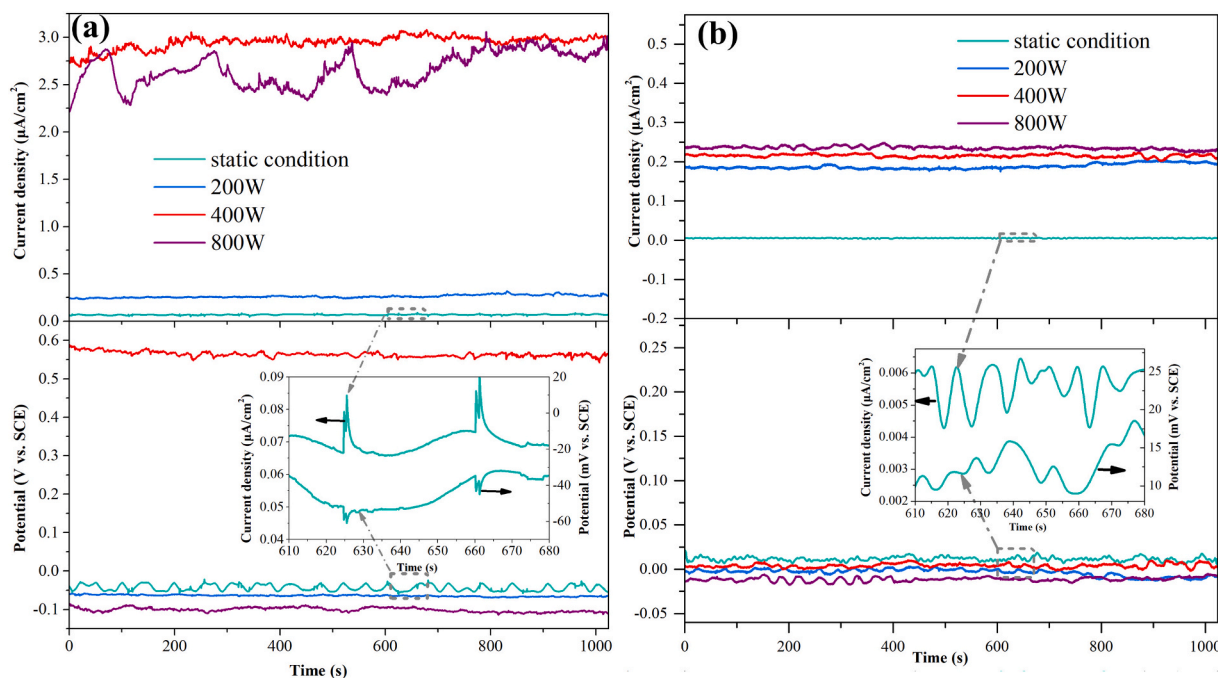 (a)
3.0
2.5
2.0
1.5
1.0
0.5
0.0
Current density (μA/cm²)
static condition
200W
400W
800W
0.6
0.5
0.4
0.3
0.2
0.1
0.0
-0.1
Potential (V vs. SCE)
0 200 400 600 800 1000
Time (s)
0.09
0.08
0.07
0.06
0.05
0.04
Current density (μA/cm²)
20
0
-20
-40
-60
Potential (mV vs. SCE)
610 620 630 640 650 660 670 680
Time (s)
(b)
0.5
0.4
0.3
0.2
0.1
0.0
-0.1
-0.2
Current density (μA/cm²)
static condition
200W
400W
800W
0.25
0.20
0.15
0.10
0.05
0.00
-0.05
Potential (V vs. SCE)
0 200 400 600 800 1000
Time (s)
0.006
0.005
0.004
0.003
0.002
Current density (μA/cm²)
25
20
15
10
Potential (mV vs. SCE)
610 620 630 640 650 660 670 680
Time (s)